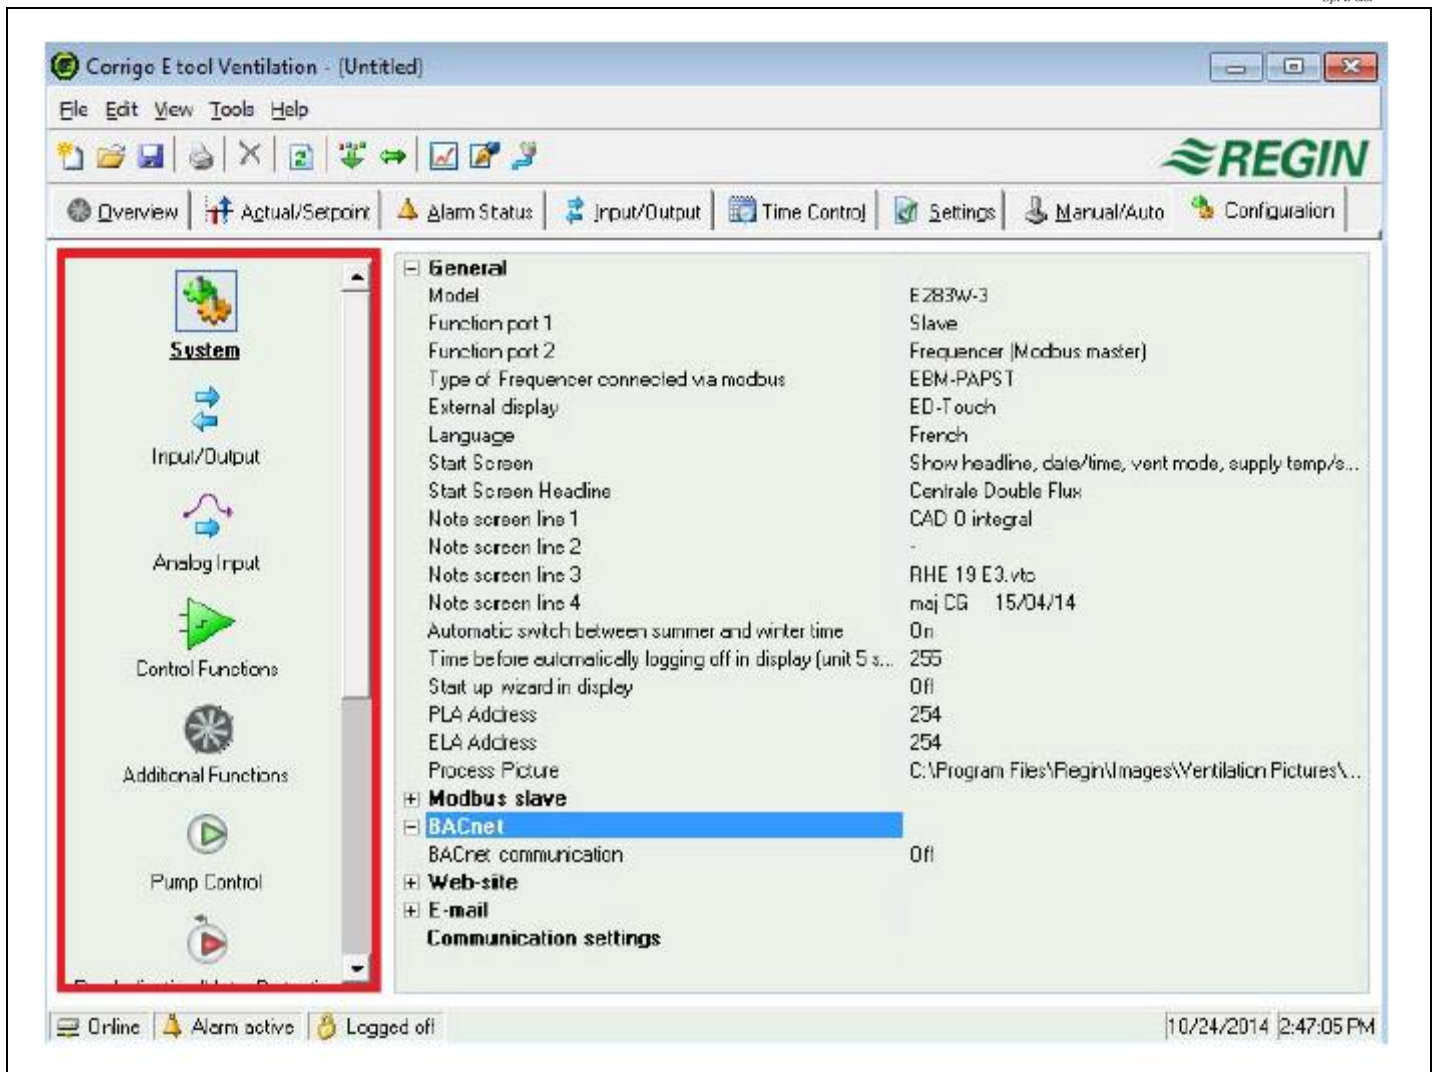 Corrigo E tool Ventilation - (Untitled)
File Edit View Tools Help
REGIN
Overview Actual/Setpoint Alarm Status Input/Output Time Control Settings Manual/Auto Configuration
System
Input/Output
Analog Input
Control Functions
Additional Functions
Pump Control
General
Model E283W-3
Function port 1 Slave
Function port 2 Frequencer (Modbus master)
Type of Frequencer connected via modbus EBM-PAPST
External display ED-Touch
Language French
Start Screen Show headline, date/time, vent mode, supply temp/s...
Start Screen Headline Centrale Double Flux
Note screen line 1 CAD O integral
Note screen line 2 -
Note screen line 3 RHE 19 E3.vtc
Note screen line 4 maj CG 15/04/14
Automatic switch between summer and winter time On
Time before automatically logging off in display (unit 5 s... 255
Start up wizard in display Off
PLA Address 254
ELA Address 254
Process Picture C:\Program Files\Regin\Images\Ventilation Pictures\...
Modbus slave
BACnet
BACnet communication Off
Web-site
E-mail
Communication settings
Online Alarm active Logged off 10/24/2014 2:47:05 PM